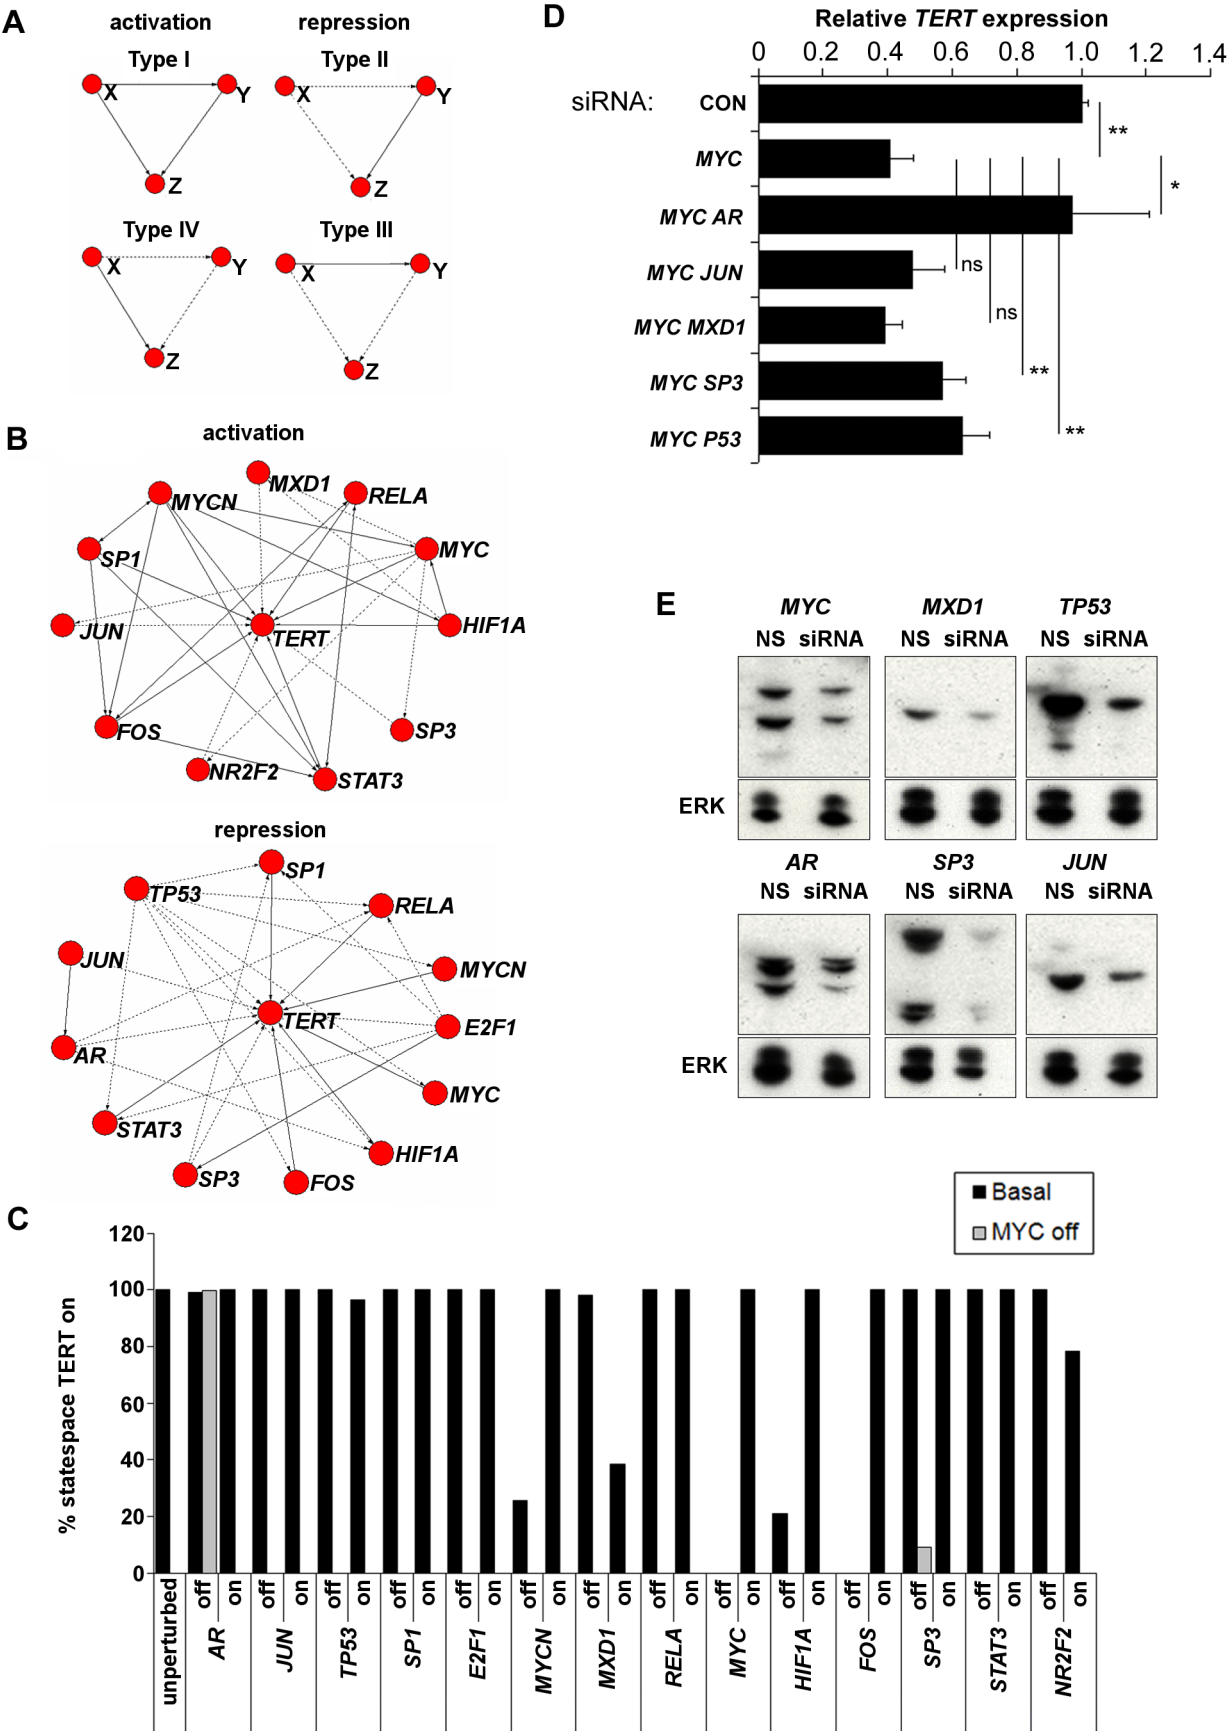 A
activation
repression
Type I
Type II
X
Y
Z
X
Y
Z
Type IV
Type III
X
Y
Z
X
Y
Z
B
activation
MXD1
MYCN
RELA
SP1
MYC
JUN
TERT
HIF1A
FOS
SP3
NR2F2
STAT3
repression
SP1
TP53
RELA
JUN
MYCN
TERT
E2F1
AR
MYC
STAT3
HIF1A
SP3
FOS
C
Basal
MYC off
% statespace TERT on
120
100
80
60
40
20
0
unperturbed
off on off on off on off on off on off on off on off on off on off on off on off on off on off on
AR JUN TP53 SP1 E2F1 MYCN MXD1 RELA MYC HIF1A FOS SP3 STAT3 NR2F2
D
Relative TERT expression
0 0.2 0.4 0.6 0.8 1.0 1.2 1.4
siRNA: CON
MYC
MYC AR
MYC JUN
MYC MXD1
MYC SP3
MYC P53
**
*
ns
ns
**
**
E
MYC MXD1 TP53
NS siRNA NS siRNA NS siRNA
ERK
AR SP3 JUN
NS siRNA NS siRNA NS siRNA
ERK